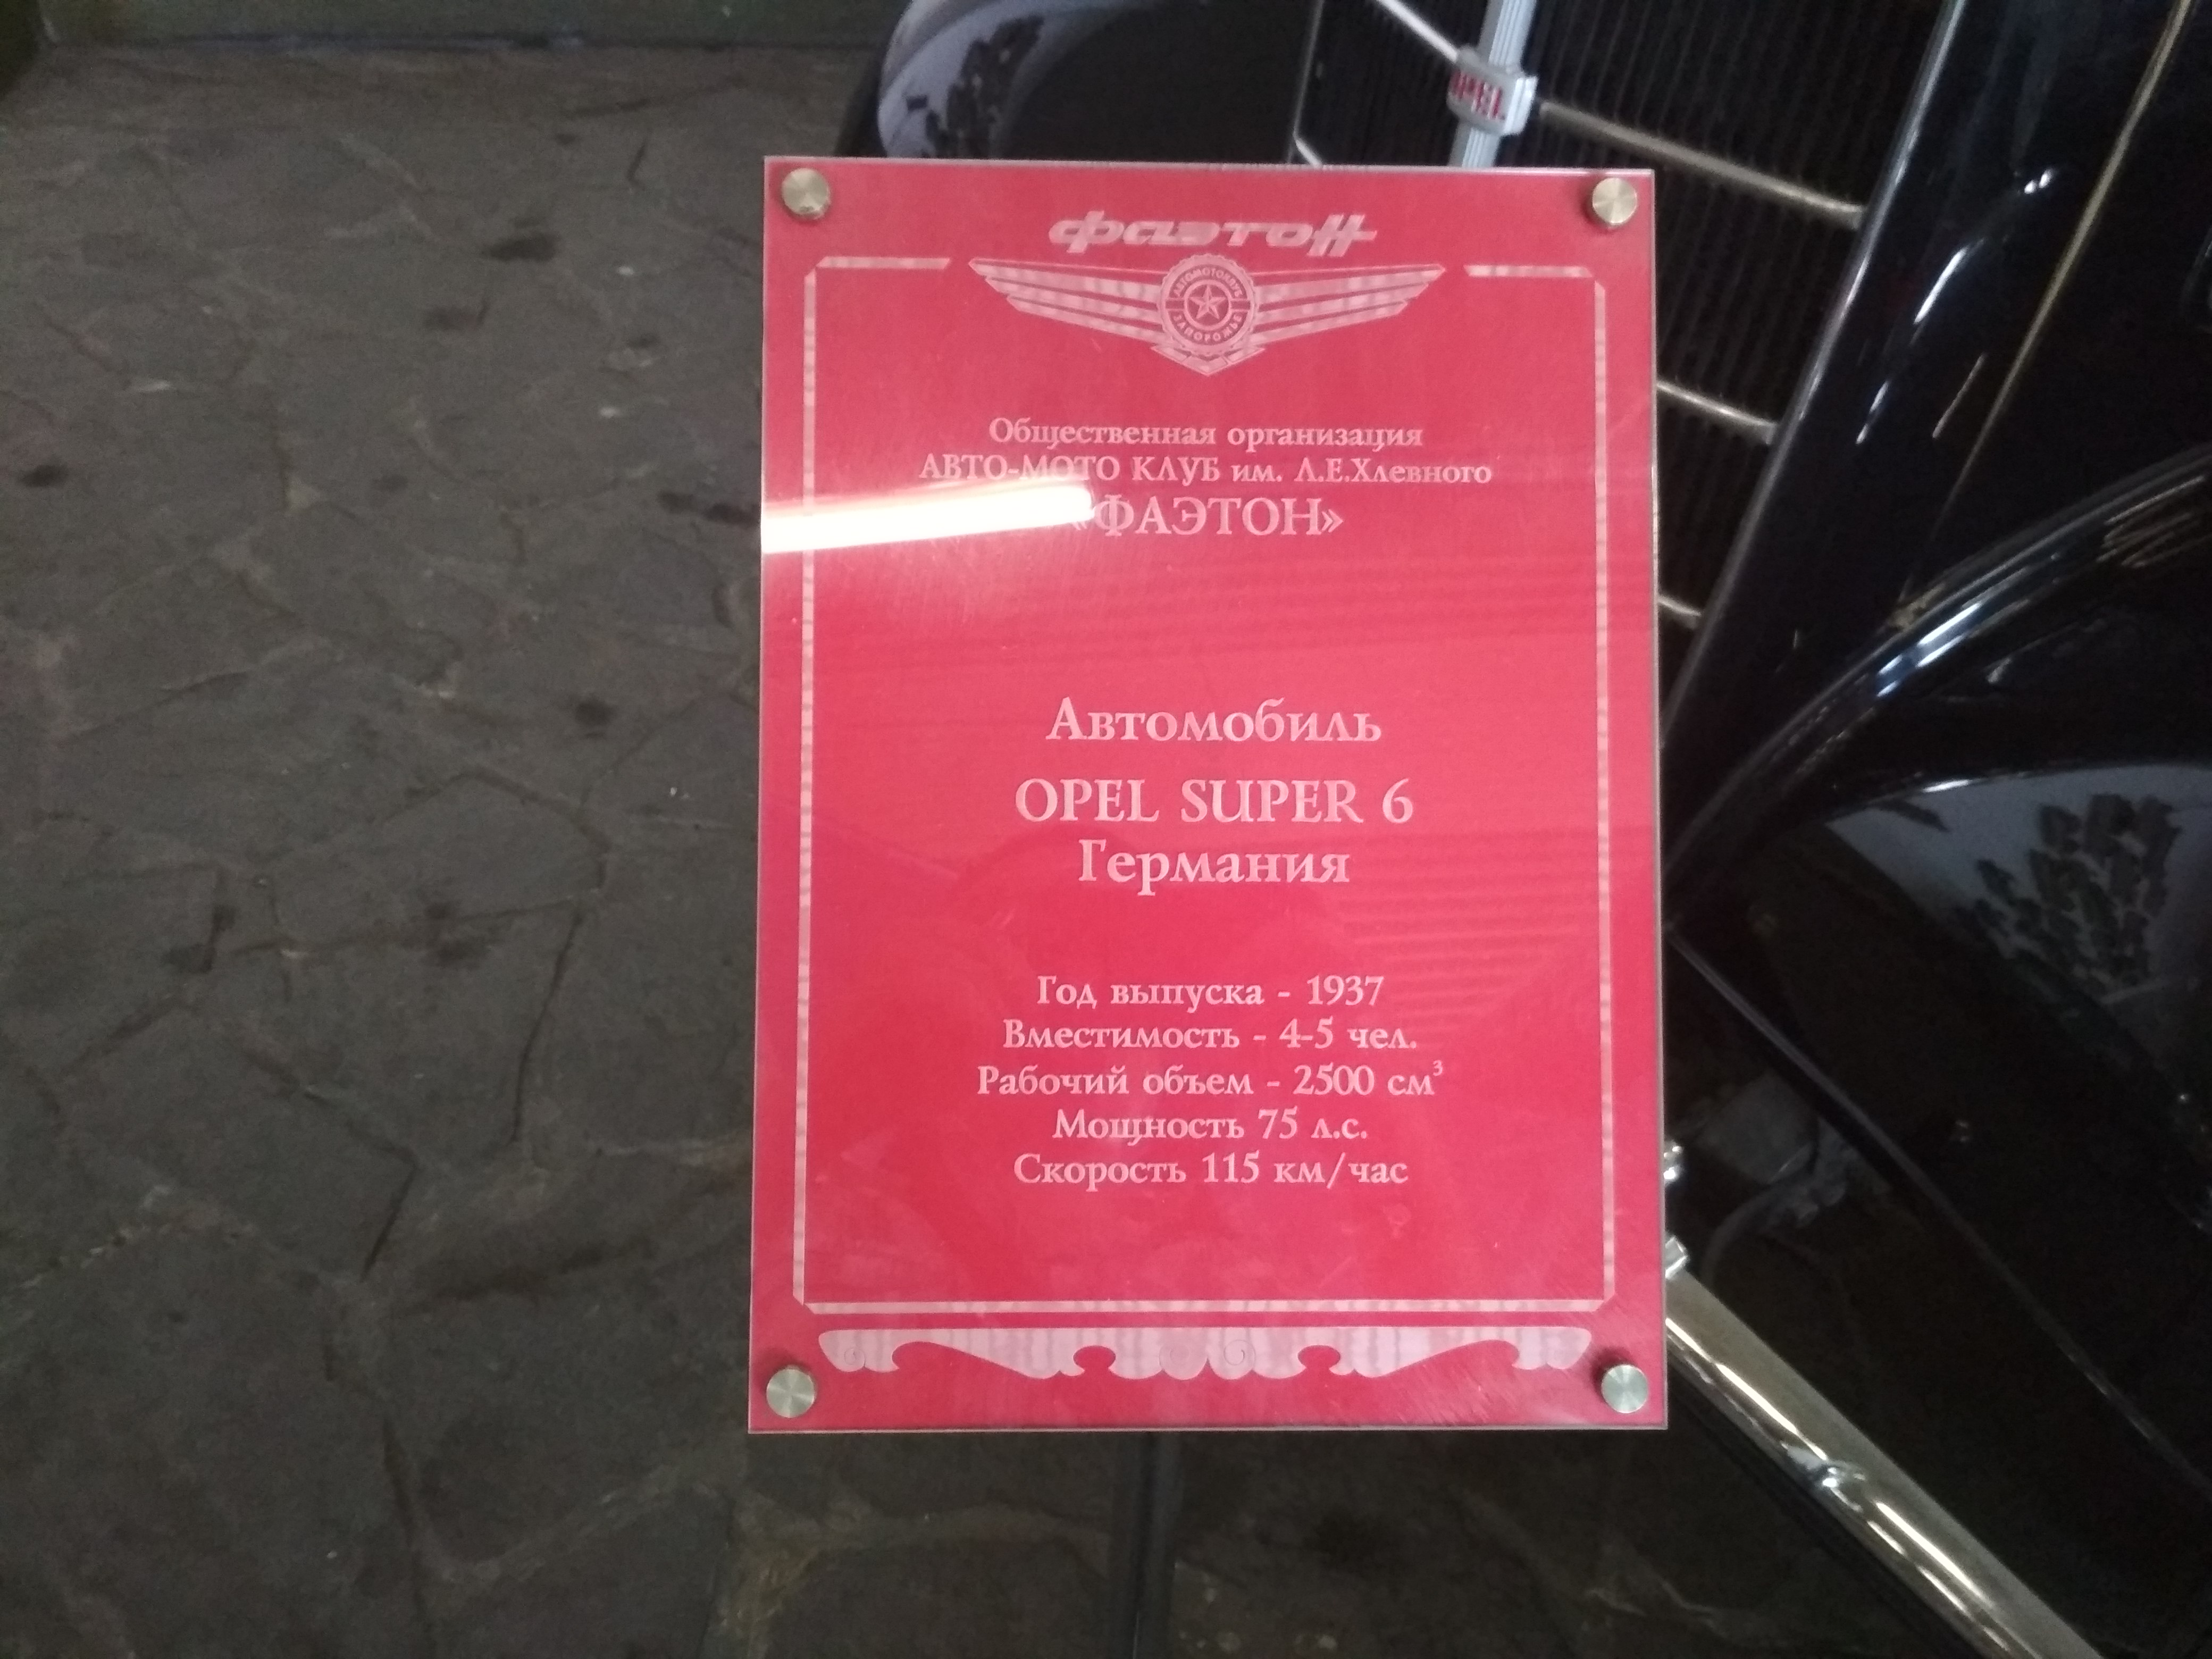 OPEL
фаэтон
АВТОМОТОКЛУБ
ЗАПОРОЖЬЕ
Общественная организация
АВТО-МОТО КЛУБ им. Л.Е.Хлевного
«ФАЭТОН»
Автомобиль
OPEL SUPER 6
Германия
Год выпуска - 1937
Вместимость - 4-5 чел.
Рабочий объем - 2500 см³
Мощность 75 л.с.
Скорость 115 км/час